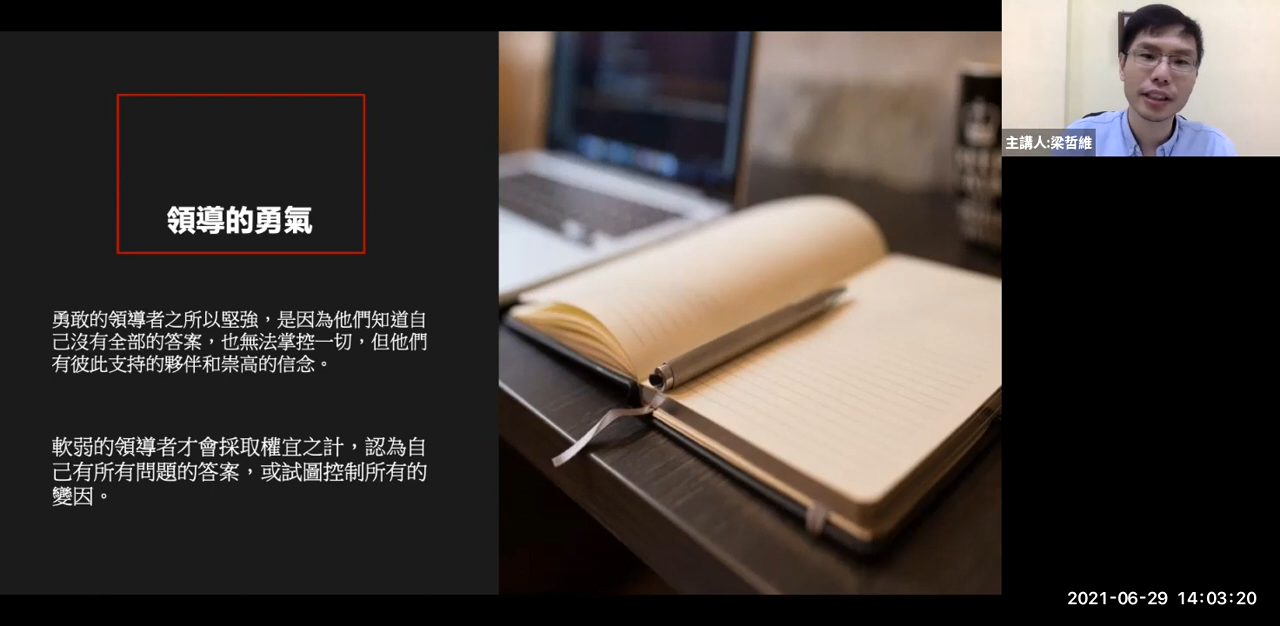 領導的勇氣
勇敢的領導者之所以堅強，是因為他們知道自
己沒有全部的答案，也無法掌控一切，但他們
有彼此支持的夥伴和崇高的信念。
軟弱的領導者才會採取權宜之計，認為自
己有所有問題的答案，或試圖控制所有的
變因。
主講人:梁哲維
2021-06-29 14:03:20